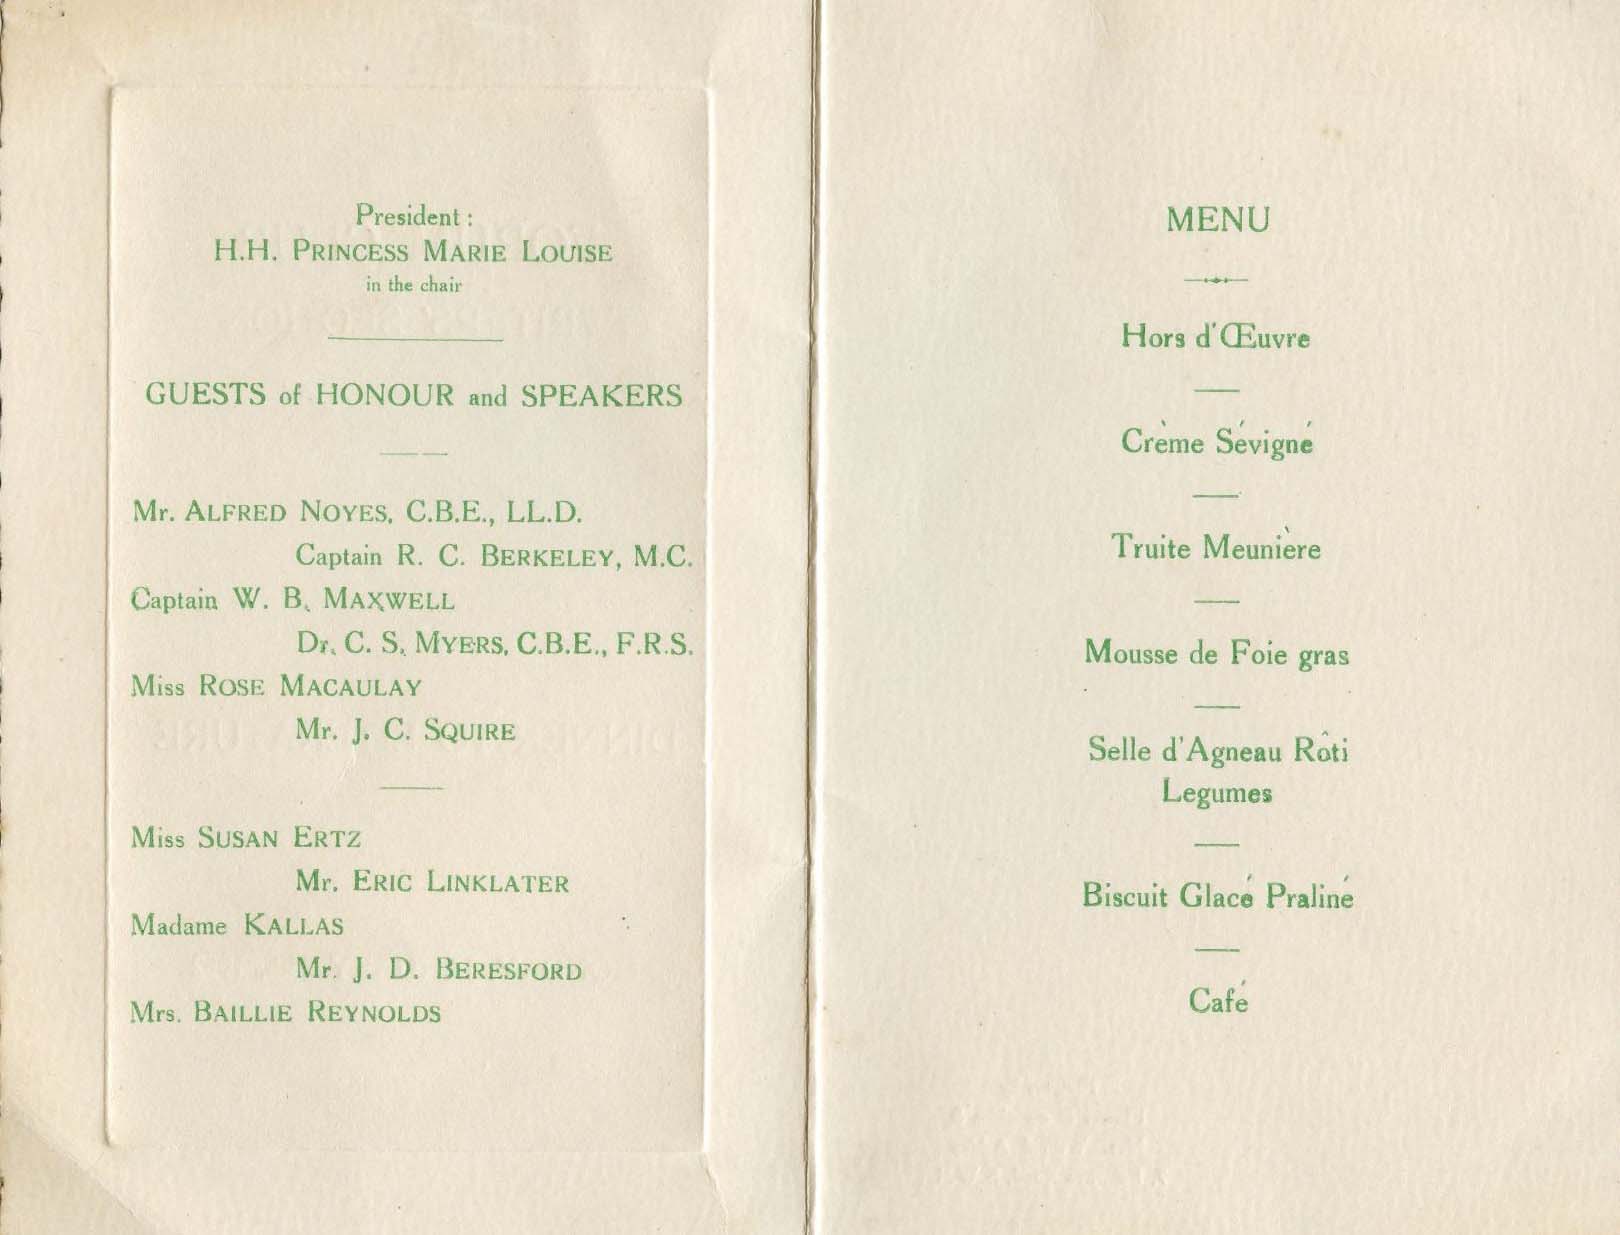 President :
H.H. PRINCESS MARIE LOUISE
in the chair
GUESTS of HONOUR and SPEAKERS
Mr. ALFRED NOYES, C.B.E., LL.D.
Captain R. C. BERKELEY, M.C.
Captain W. B. MAXWELL
Dr. C. S. MYERS, C.B.E., F.R.S.
Miss ROSE MACAULAY
Mr. J. C. SQUIRE
Miss SUSAN ERTZ
Mr. ERIC LINKLATER
Madame KALLAS
Mr. J. D. BERESFORD
Mrs. BAILLIE REYNOLDS
MENU
Hors d'Œuvre
Crème Sévigné
Truite Meunière
Mousse de Foie gras
Selle d'Agneau Rôti
Legumes
Biscuit Glacé Praliné
Café